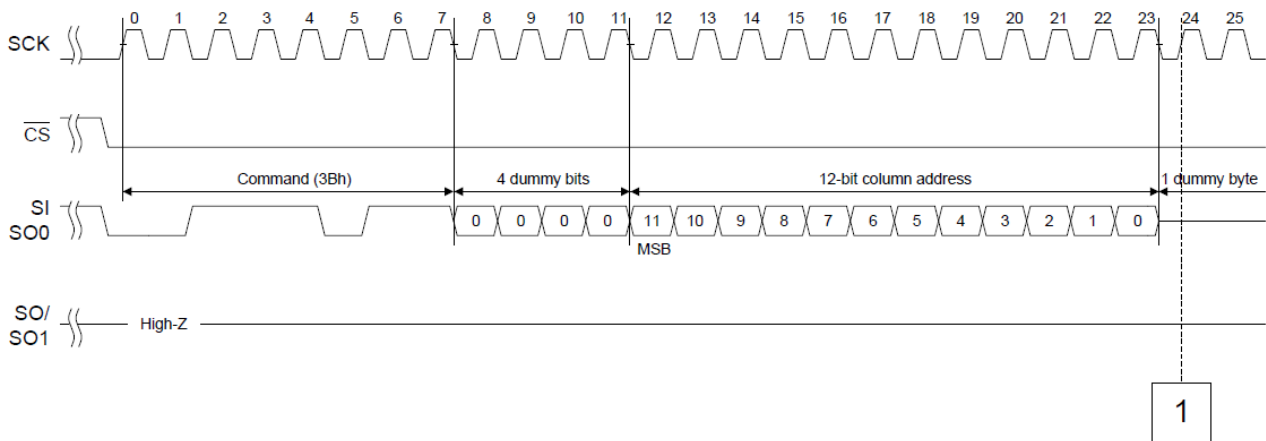 0 1 2 3 4 5 6 7 8 9 10 11 12 13 14 15 16 17 18 19 20 21 22 23 24 25
SCK
CS
Command (3Bh) 4 dummy bits 12-bit column address 1 dummy byte
SI
SO0
0 0 0 0 11 10 9 8 7 6 5 4 3 2 1 0
MSB
SO/
SO1
High-Z
1